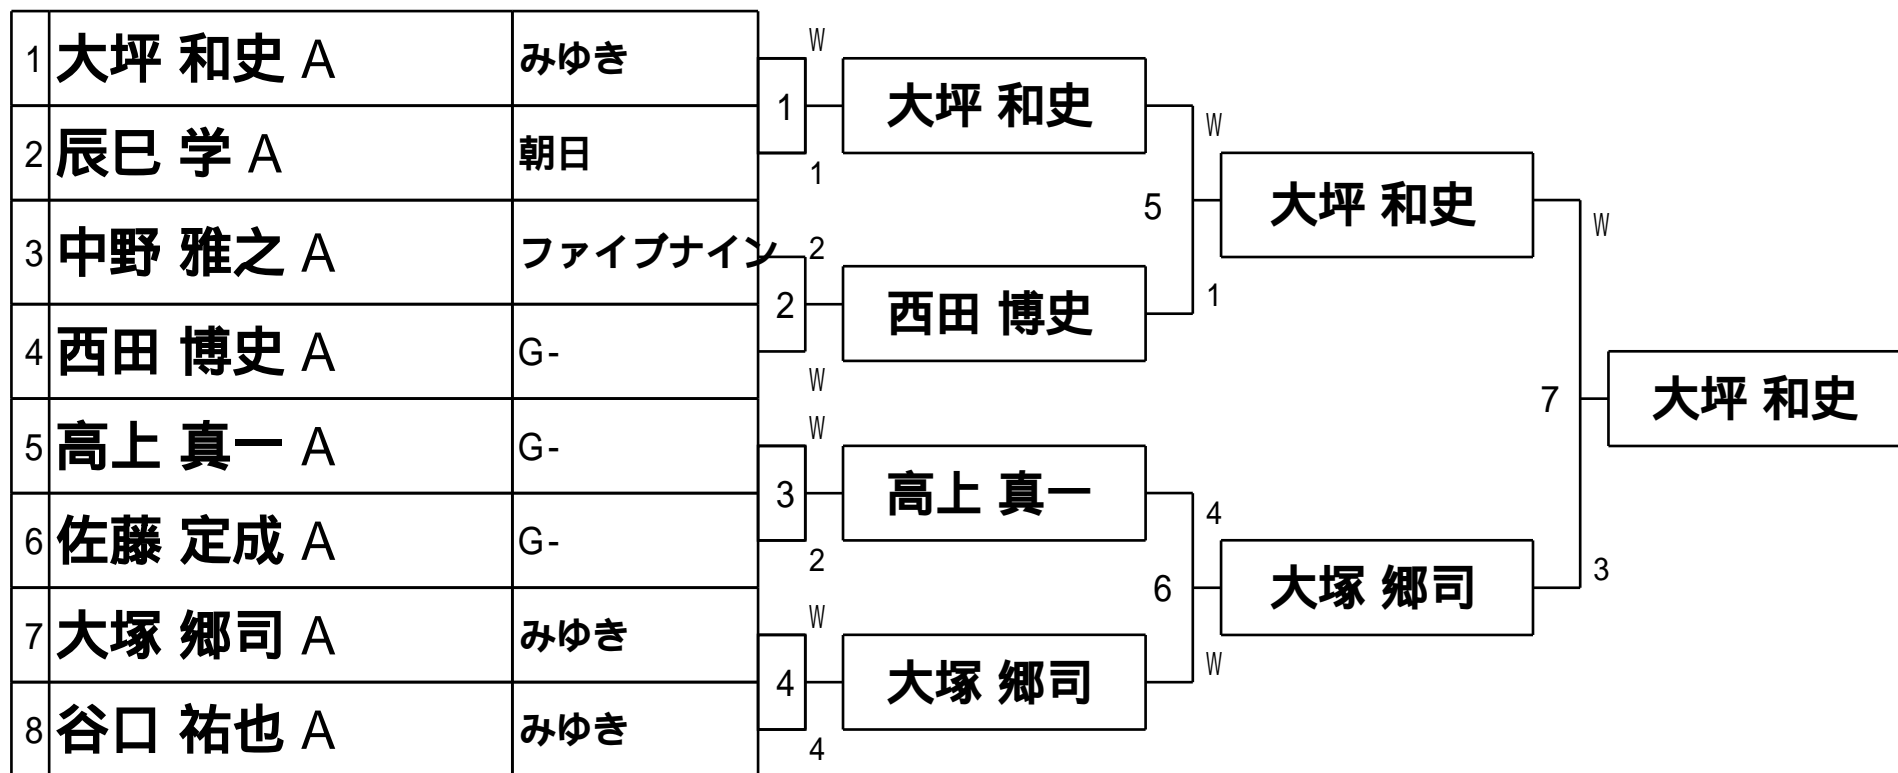 1 大坪 和史 A みゆき
2 辰巳 学 A 朝日
3 中野 雅之 A ファイブナイン
4 西田 博史 A G-
5 高上 真一 A G-
6 佐藤 定成 A G-
7 大塚 郷司 A みゆき
8 谷口 祐也 A みゆき
W
1
1
2
2
W
W
3
2
W
4
4
大坪 和史
西田 博史
高上 真一
大塚 郷司
W
5
1
4
6
W
大坪 和史
大塚 郷司
W
7
3
大坪 和史